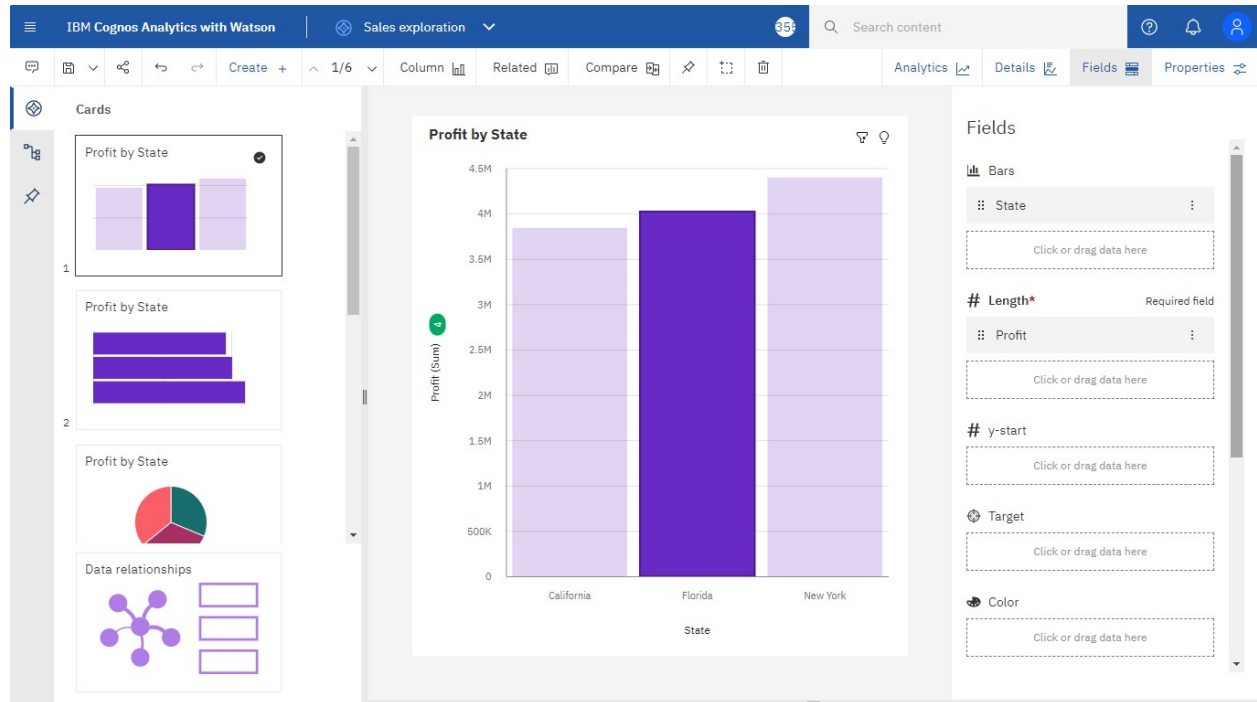 IBM Cognos Analytics with Watson
Sales exploration
355
Search content
Create +
1/6
Column
Related
Compare
Analytics
Details
Fields
Properties
Cards
Profit by State
1
Profit by State
2
Profit by State
Data relationships
Profit by State
4.5M
4M
3.5M
3M
2.5M
2M
1.5M
1M
500K
0
Profit (Sum)
4
California
Florida
New York
State
Fields
Bars
State
Click or drag data here
# Length*
Required field
Profit
Click or drag data here
# y-start
Click or drag data here
Target
Click or drag data here
Color
Click or drag data here